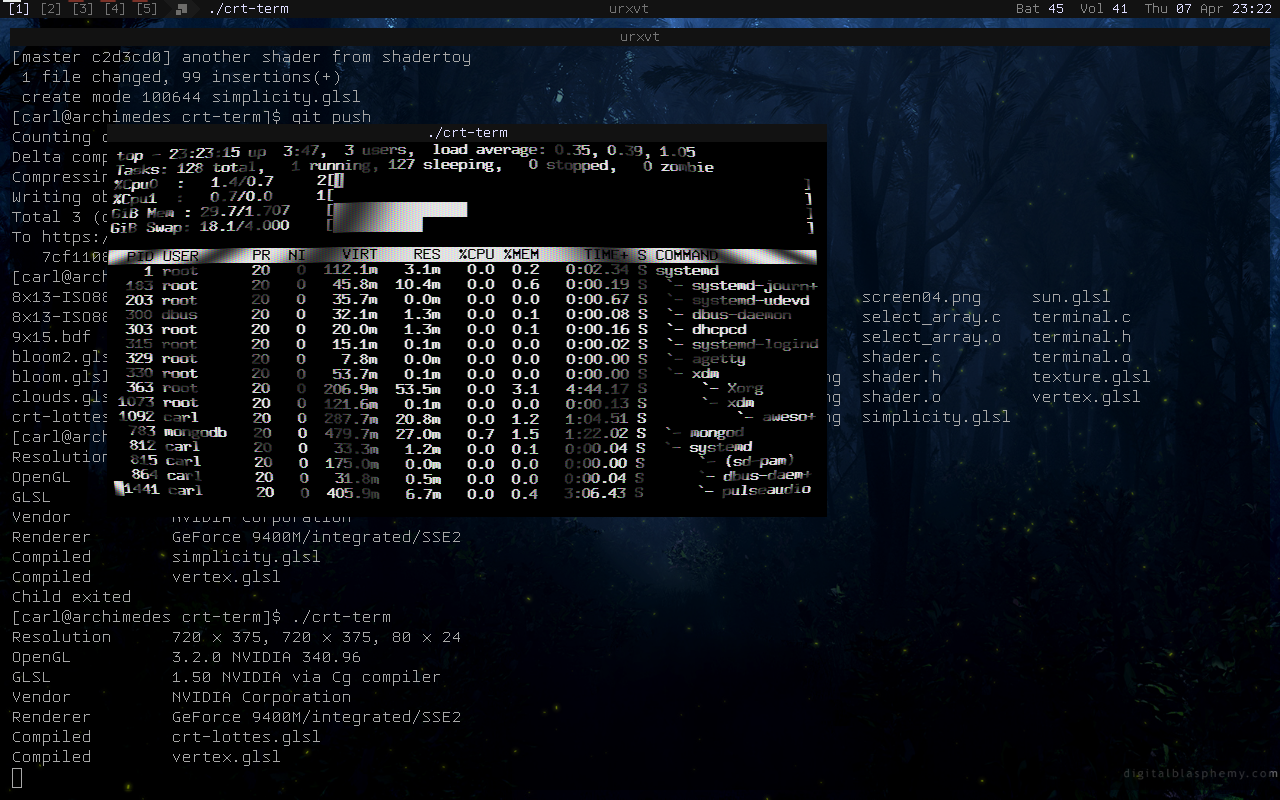 [1] [2] [3] [4] [5] ./crt-term urxvt Bat 45 Vol 41 Thu 07 Apr 23:22
urxvt
[master c2d3cd0] another shader from shadertoy
1 file changed, 99 insertions(+)
create mode 100644 simplicity.glsl
[carl@archimedes crt-term]$ git push
Counting
Delta comp
Compressin
Writing ob
Total 3 (
To https:/
7cf1108
[carl@arch
8x13-ISO88
8x13-ISO88
9x15.bdf
bloom2.gls
bloom.glsl
clouds.gls
crt-lottes
[carl@arch
Resolution
OpenGL
GLSL
./crt-term
top - 23:23:15 up 3:47, 3 users, load average: 0.35, 0.39, 1.05
Tasks: 128 total, 1 running, 127 sleeping, 0 stopped, 0 zombie
%Cpu0 : 1.4/0.7 2[ ]
%Cpu1 : 0.7/0.0 1[ ]
GiB Mem : 29.7/1.707 [ ]
GiB Swap: 18.1/4.000 [ ]
PID USER PR NI VIRT RES %CPU %MEM TIME+ S COMMAND
1 root 20 0 112.1m 3.1m 0.0 0.2 0:02.34 S systemd
183 root 20 0 45.8m 10.4m 0.0 0.6 0:00.19 S `- systemd-journ+
203 root 20 0 35.7m 0.0m 0.0 0.0 0:00.67 S `- systemd-udevd
300 dbus 20 0 32.1m 1.3m 0.0 0.1 0:00.08 S `- dbus-daemon
303 root 20 0 20.0m 1.3m 0.0 0.1 0:00.16 S `- dhcpcd
315 root 20 0 15.1m 0.1m 0.0 0.0 0:00.02 S `- systemd-logind
329 root 20 0 7.8m 0.0m 0.0 0.0 0:00.00 S `- agetty
330 root 20 0 53.7m 0.1m 0.0 0.0 0:00.00 S `- xdm
363 root 20 0 206.9m 53.5m 0.0 3.1 4:44.17 S `- Xorg
1073 root 20 0 121.6m 0.1m 0.0 0.0 0:00.13 S `- xdm
1092 carl 20 0 287.7m 20.8m 0.0 1.2 1:04.51 S `- aweso+
783 mongodb 20 0 479.7m 27.0m 0.7 1.5 1:22.02 S `- mongod
812 carl 20 0 33.3m 1.2m 0.0 0.1 0:00.04 S `- systemd
815 carl 20 0 175.0m 0.0m 0.0 0.0 0:00.00 S `- (sd-pam)
864 carl 20 0 31.8m 0.5m 0.0 0.0 0:00.04 S `- dbus-daem+
1441 carl 20 0 405.9m 6.7m 0.0 0.4 3:06.43 S `- pulseaudio
screen04.png sun.glsl
select_array.c terminal.c
select_array.o terminal.h
shader.c terminal.o
ng shader.h texture.glsl
ng shader.o vertex.glsl
ng simplicity.glsl
Vendor NVIDIA Corporation
Renderer GeForce 9400M/integrated/SSE2
Compiled simplicity.glsl
Compiled vertex.glsl
Child exited
[carl@archimedes crt-term]$ ./crt-term
Resolution 720 × 375, 720 × 375, 80 × 24
OpenGL 3.2.0 NVIDIA 340.96
GLSL 1.50 NVIDIA via Cg compiler
Vendor NVIDIA Corporation
Renderer GeForce 9400M/integrated/SSE2
Compiled crt-lottes.glsl
Compiled vertex.glsl
digitalblasphemy.com